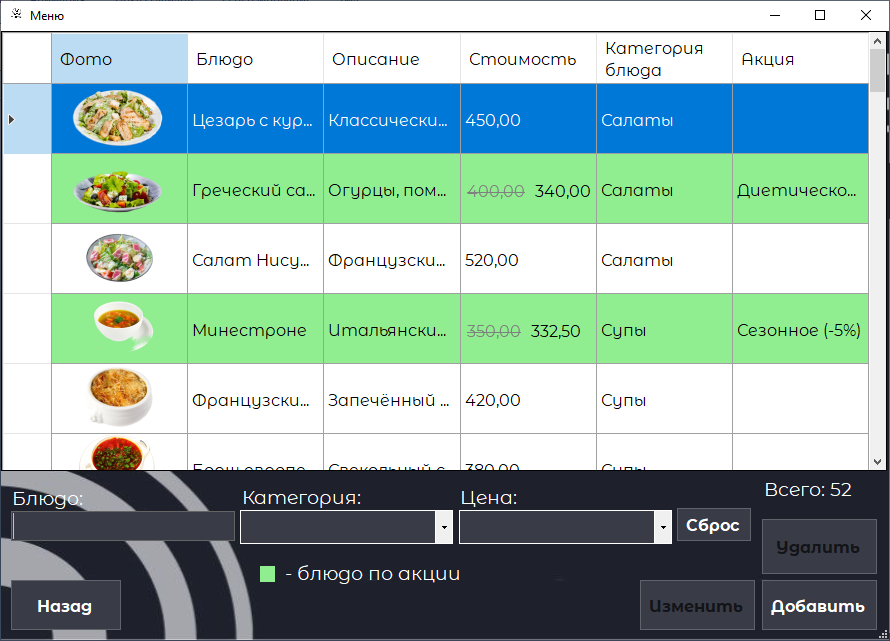 Меню
Фото Блюдо Описание Стоимость Категория блюда Акция
Цезарь с кур... Классически... 450,00 Салаты
Греческий са... Огурцы, пом... 400,00 340,00 Салаты Диетическо...
Салат Нису... Французски... 520,00 Салаты
Минестроне Итальянски... 350,00 332,50 Супы Сезонное (-5%)
Французски... Запечённый ... 420,00 Супы
380,00 Супы
Блюдо: Категория: Цена: Всего: 52
Сброс
Удалить
- блюдо по акции
Назад Изменить Добавить